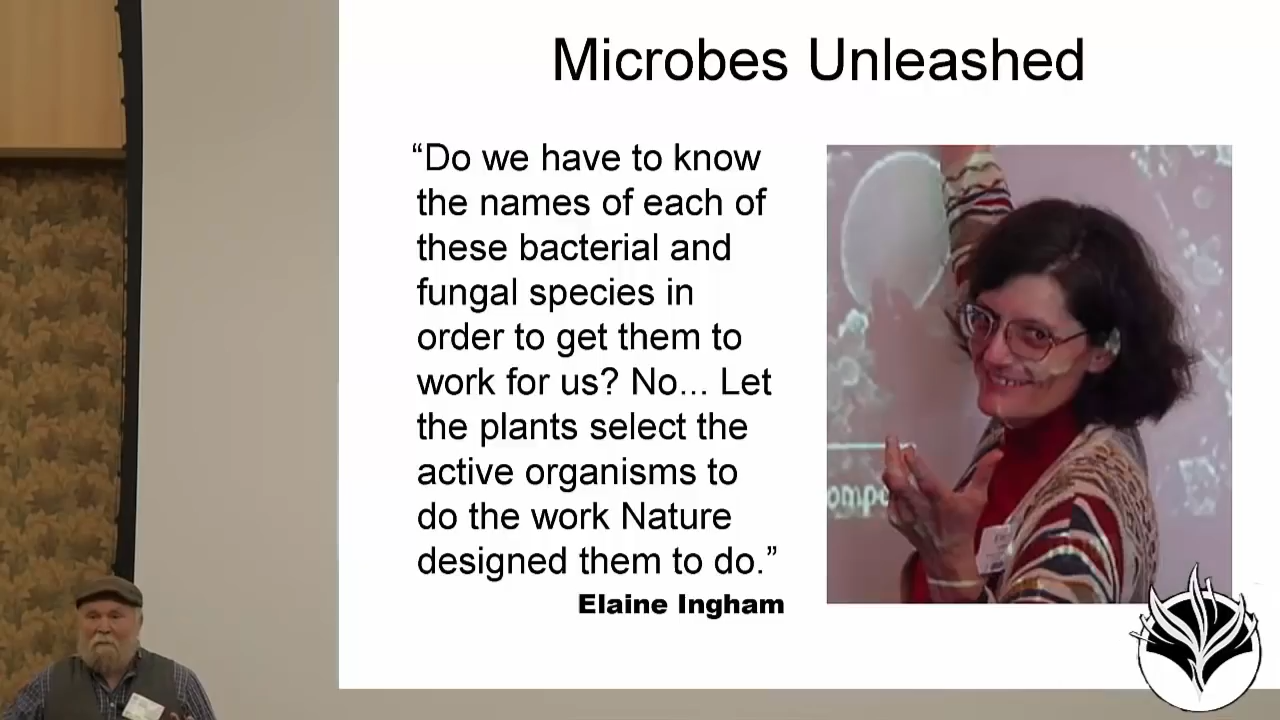 Microbes Unleashed
“Do we have to know
the names of each of
these bacterial and
fungal species in
order to get them to
work for us? No... Let
the plants select the
active organisms to
do the work Nature
designed them to do.”
Elaine Ingham